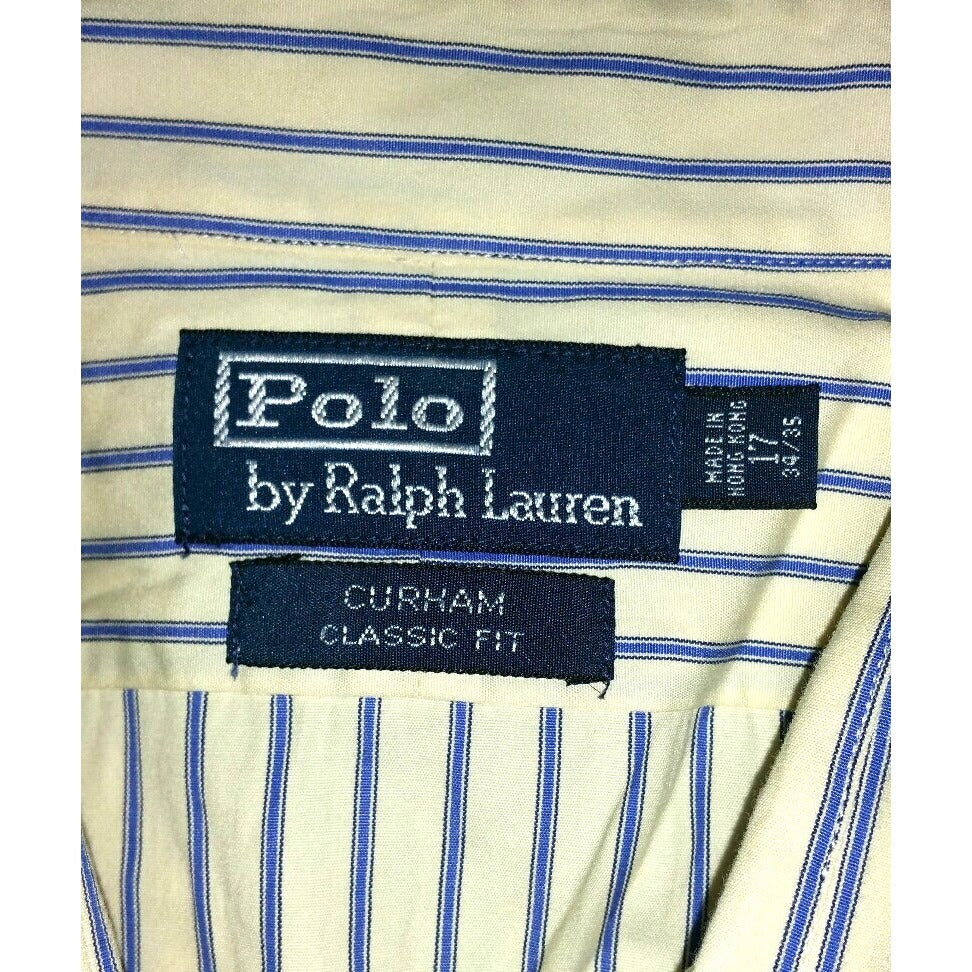 Polo
by Ralph Lauren
MADE IN
HONG KONG
17
34/35
CURHAM
CLASSIC FIT